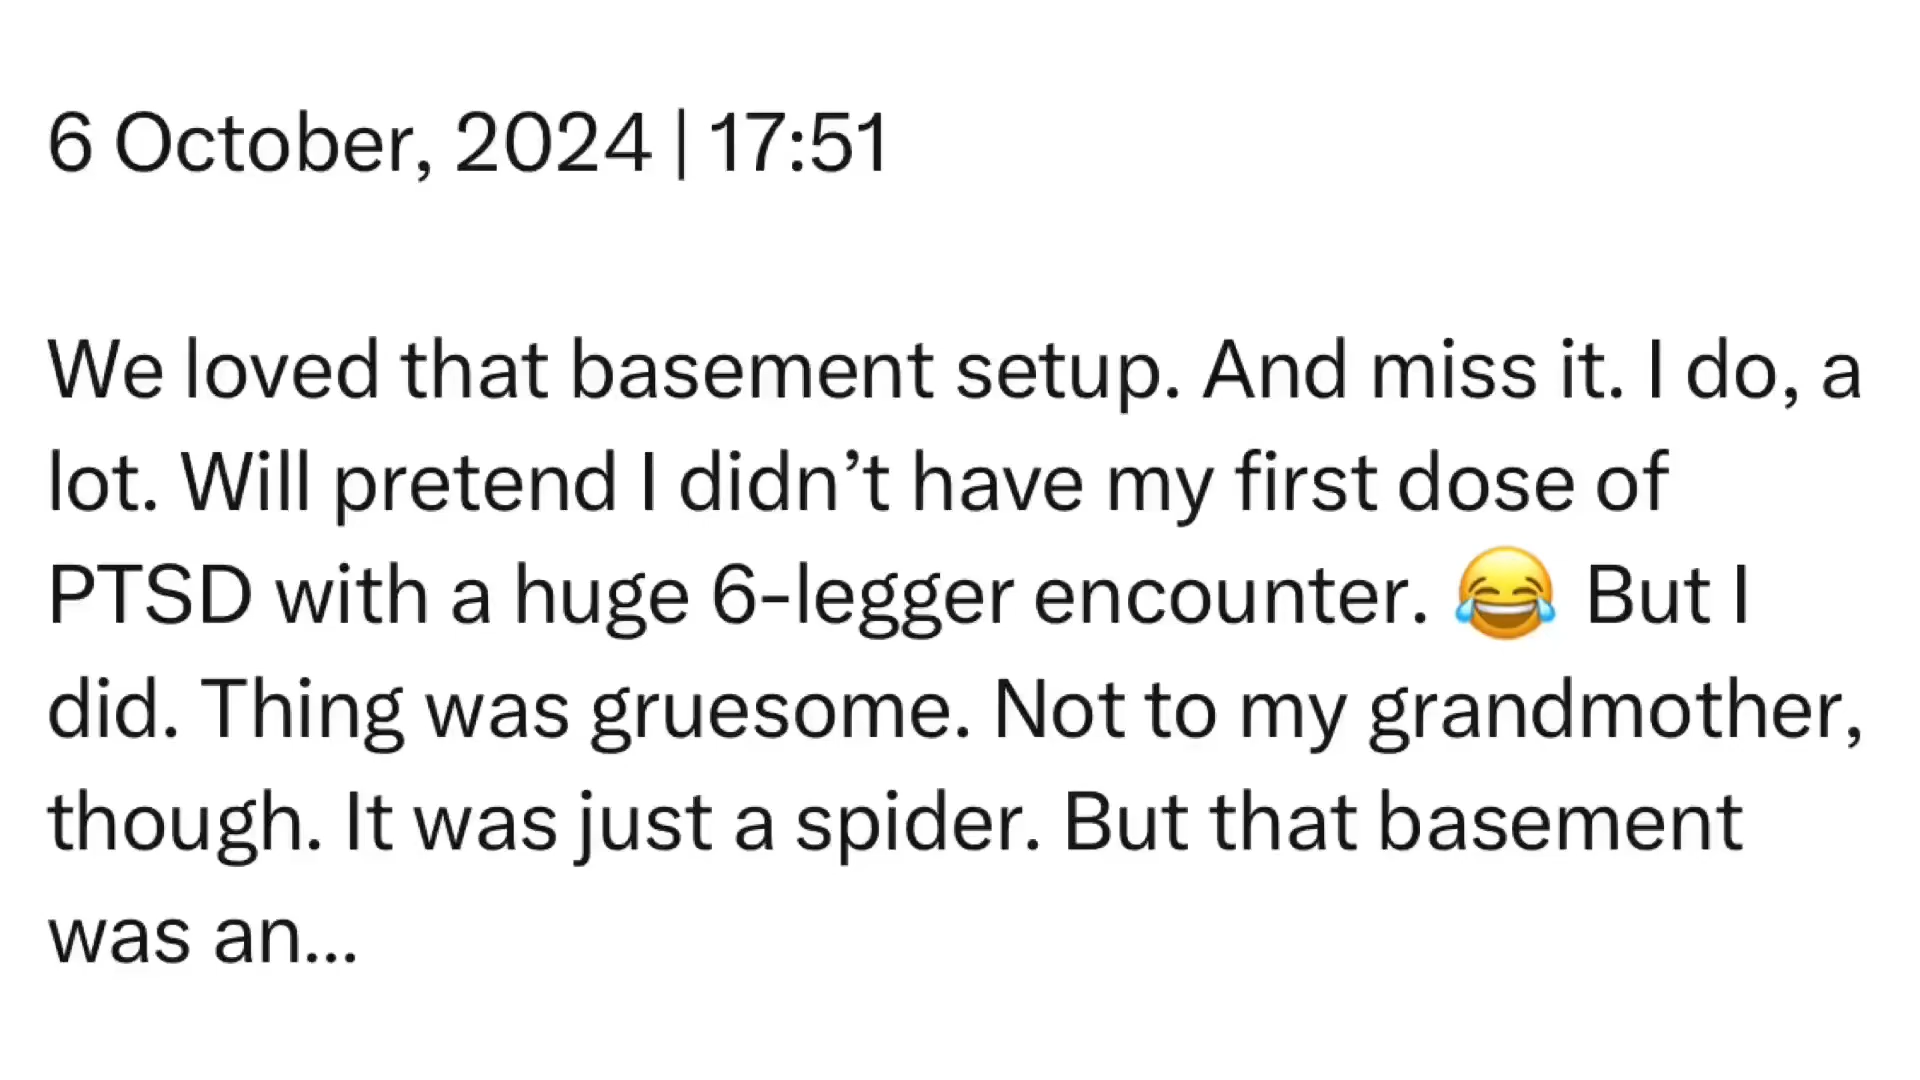 6 October, 2024 | 17:51
We loved that basement setup. And miss it. I do, a
lot. Will pretend I didn’t have my first dose of
PTSD with a huge 6-legger encounter. 😂 But I
did. Thing was gruesome. Not to my grandmother,
though. It was just a spider. But that basement
was an...